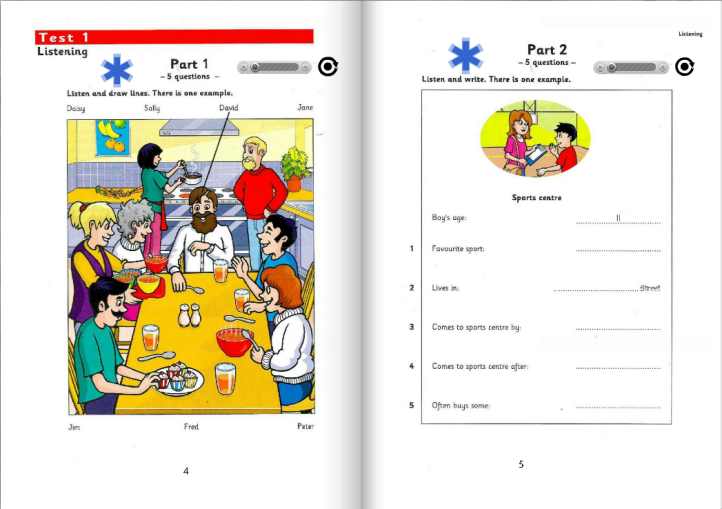 Test 1
Listening
Part 1
– 5 questions –
Listen and draw lines. There is one example.
Daisy Sally David Jane
Jim Fred Peter
4
Listening
Part 2
– 5 questions –
Listen and write. There is one example.
Sports centre
Boy's age: ........11........
1 Favourite sport: ................
2 Lives in: ................ Street
3 Comes to sports centre by: ................
4 Comes to sports centre after: ................
5 Often buys some: ................
5